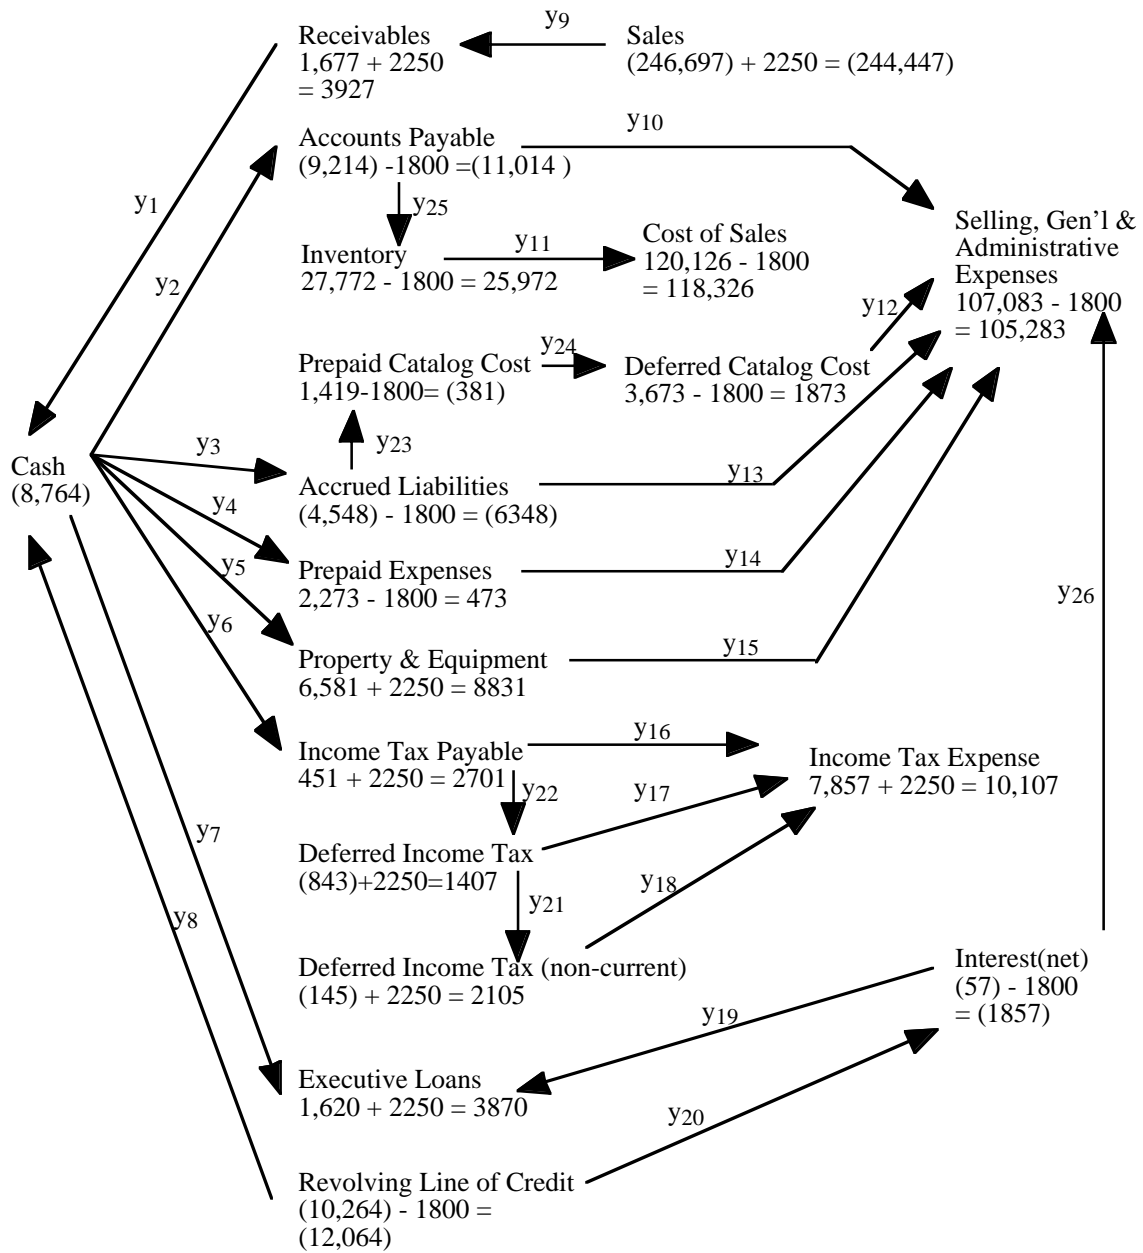 y9
Receivables
1,677 + 2250
= 3927
Sales
(246,697) + 2250 = (244,447)
y10
Accounts Payable
(9,214) -1800 =(11,014 )
y1
y25
Selling, Gen'l &
Administrative
Expenses
107,083 - 1800
= 105,283
y2
Inventory
27,772 - 1800 = 25,972
y11
Cost of Sales
120,126 - 1800
= 118,326
y12
y24
Prepaid Catalog Cost
1,419-1800= (381)
Deferred Catalog Cost
3,673 - 1800 = 1873
y3
y23
Cash
(8,764)
y13
Accrued Liabilities
(4,548) - 1800 = (6348)
y4
y14
Prepaid Expenses
2,273 - 1800 = 473
y5
y26
y6
y15
Property & Equipment
6,581 + 2250 = 8831
y16
Income Tax Payable
451 + 2250 = 2701
Income Tax Expense
7,857 + 2250 = 10,107
y22
y17
y7
Deferred Income Tax
(843)+2250=1407
y18
y21
y8
Deferred Income Tax (non-current)
(145) + 2250 = 2105
Interest(net)
(57) - 1800
= (1857)
y19
Executive Loans
1,620 + 2250 = 3870
y20
Revolving Line of Credit
(10,264) - 1800 =
(12,064)